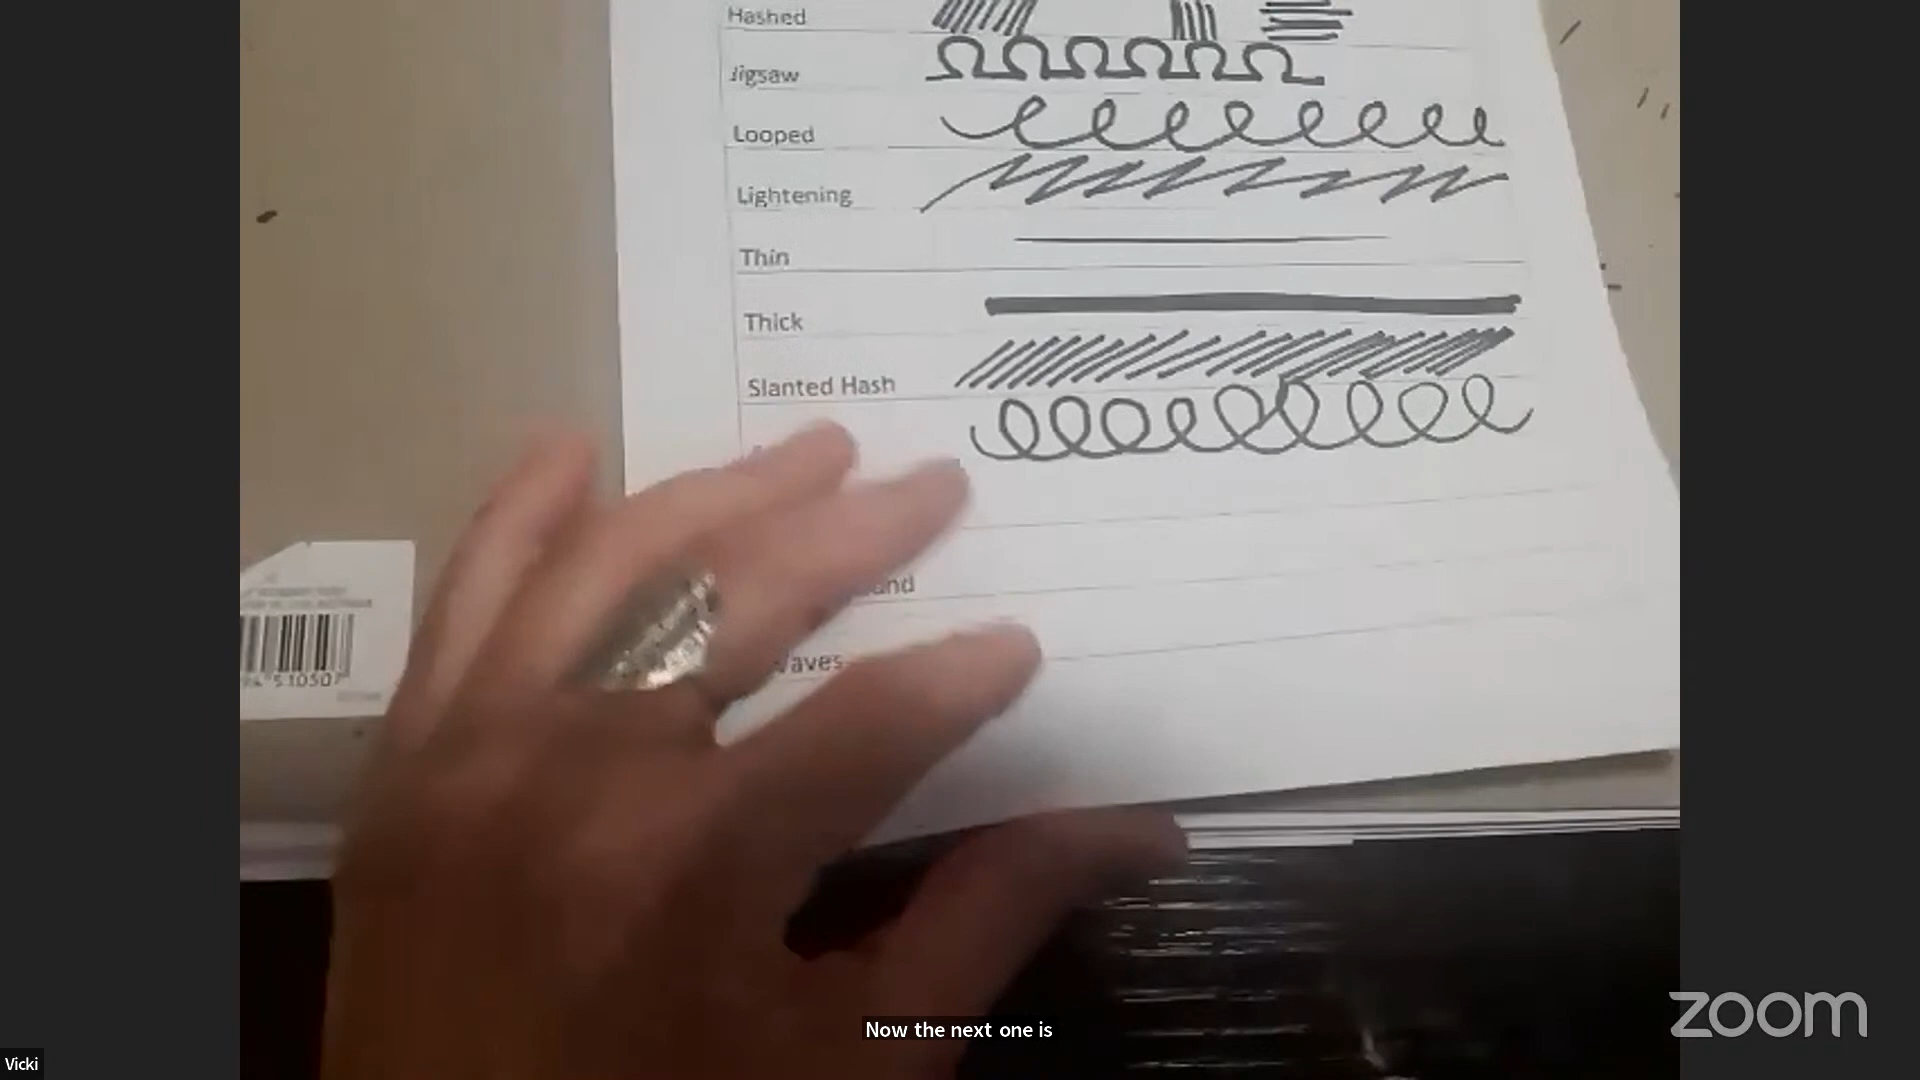 Hashed
Jigsaw
Looped
Lightening
Thin
Thick
Slanted Hash
Now the next one is
zoom
Vicki